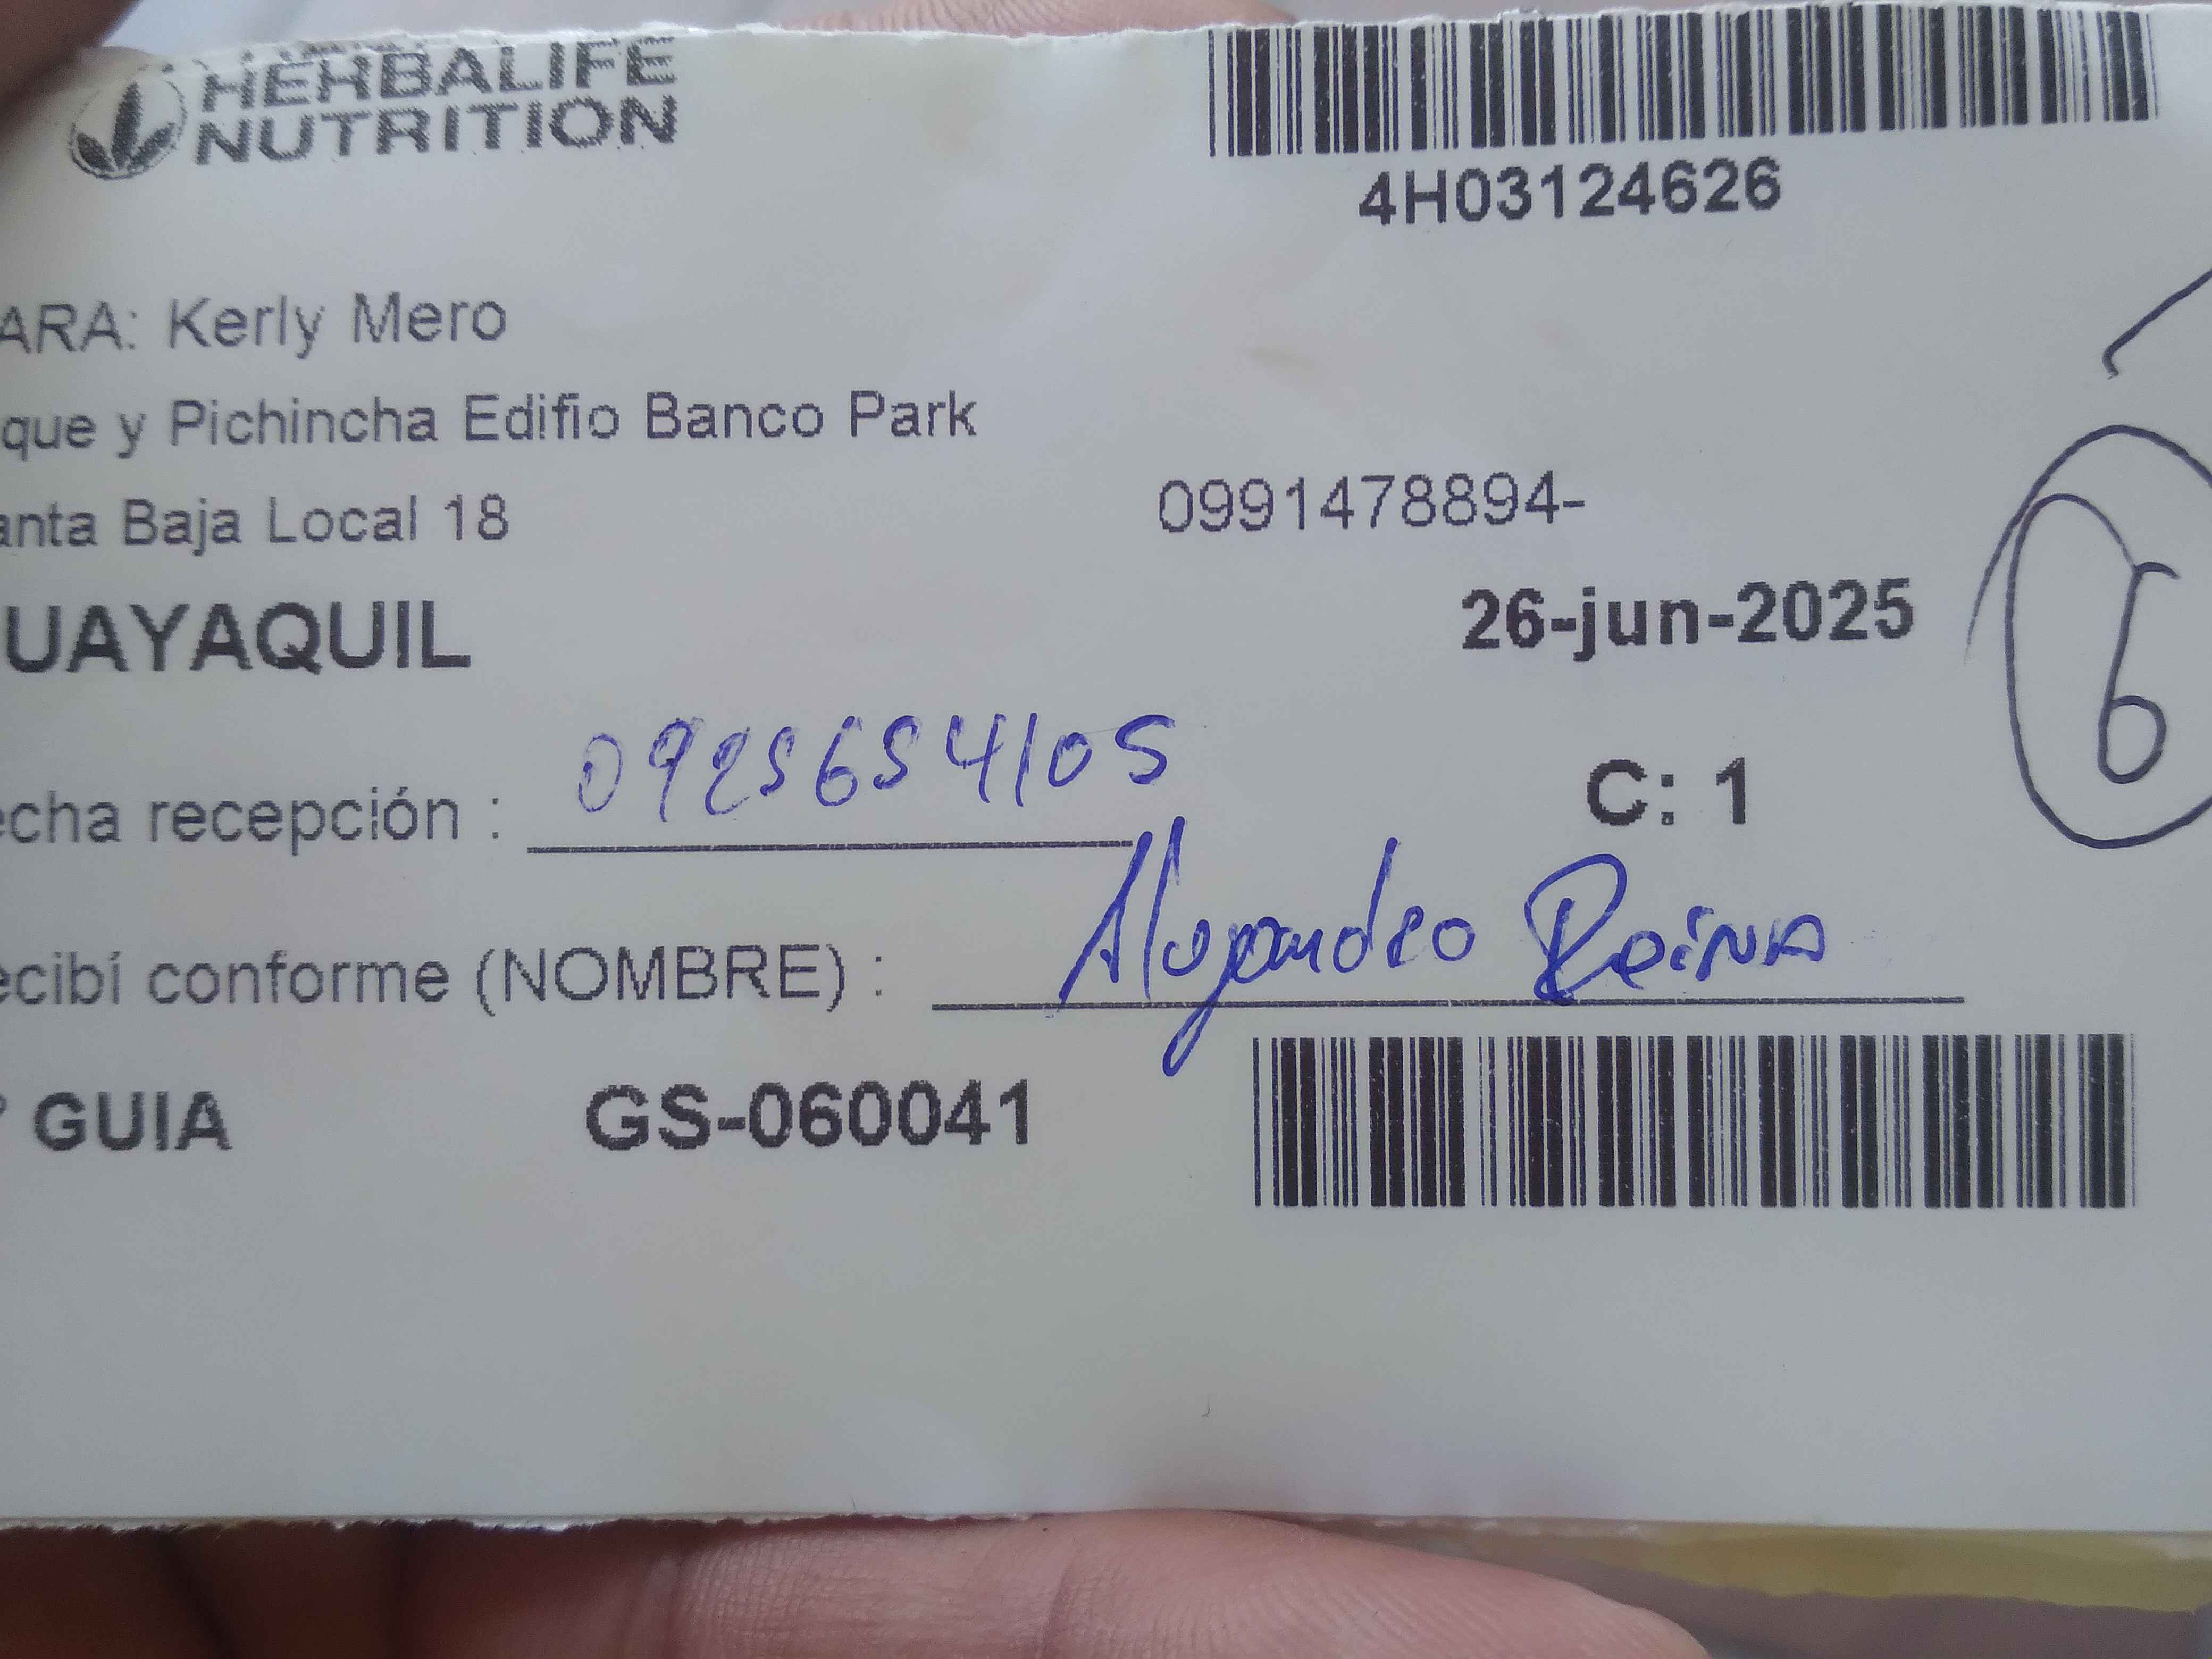 HERBALIFE
NUTRITION
4H03124626
ARA: Kerly Mero
que y Pichincha Edifio Banco Park
anta Baja Local 18
0991478894-
UAYAQUIL
26-jun-2025
echa recepción : 0925654105
C: 1
6
ecibí conforme (NOMBRE) : Alejandro Reina
GUIA GS-060041